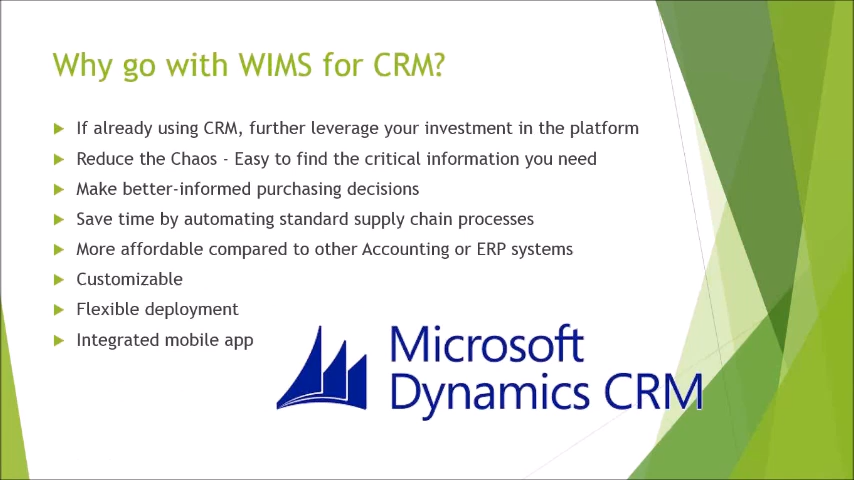 Why go with WIMS for CRM?
If already using CRM, further leverage your investment in the platform
Reduce the Chaos - Easy to find the critical information you need
Make better-informed purchasing decisions
Save time by automating standard supply chain processes
More affordable compared to other Accounting or ERP systems
Customizable
Flexible deployment
Integrated mobile app
Microsoft
Dynamics CRM